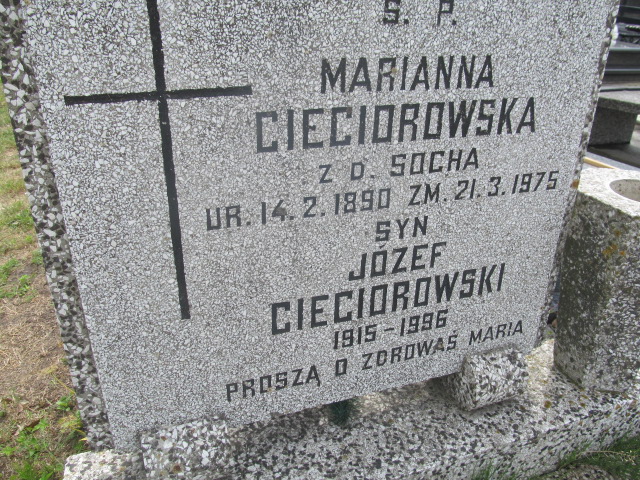 Ś. P.
MARIANNA
CIECIOROWSKA
Z D. SOCHA
UR. 14. 2. 1890 ZM. 21. 3. 1975
SYN
JÓZEF
CIECIOROWSKI
1915-1996
PROSZĄ O ZDROWAŚ MARIA